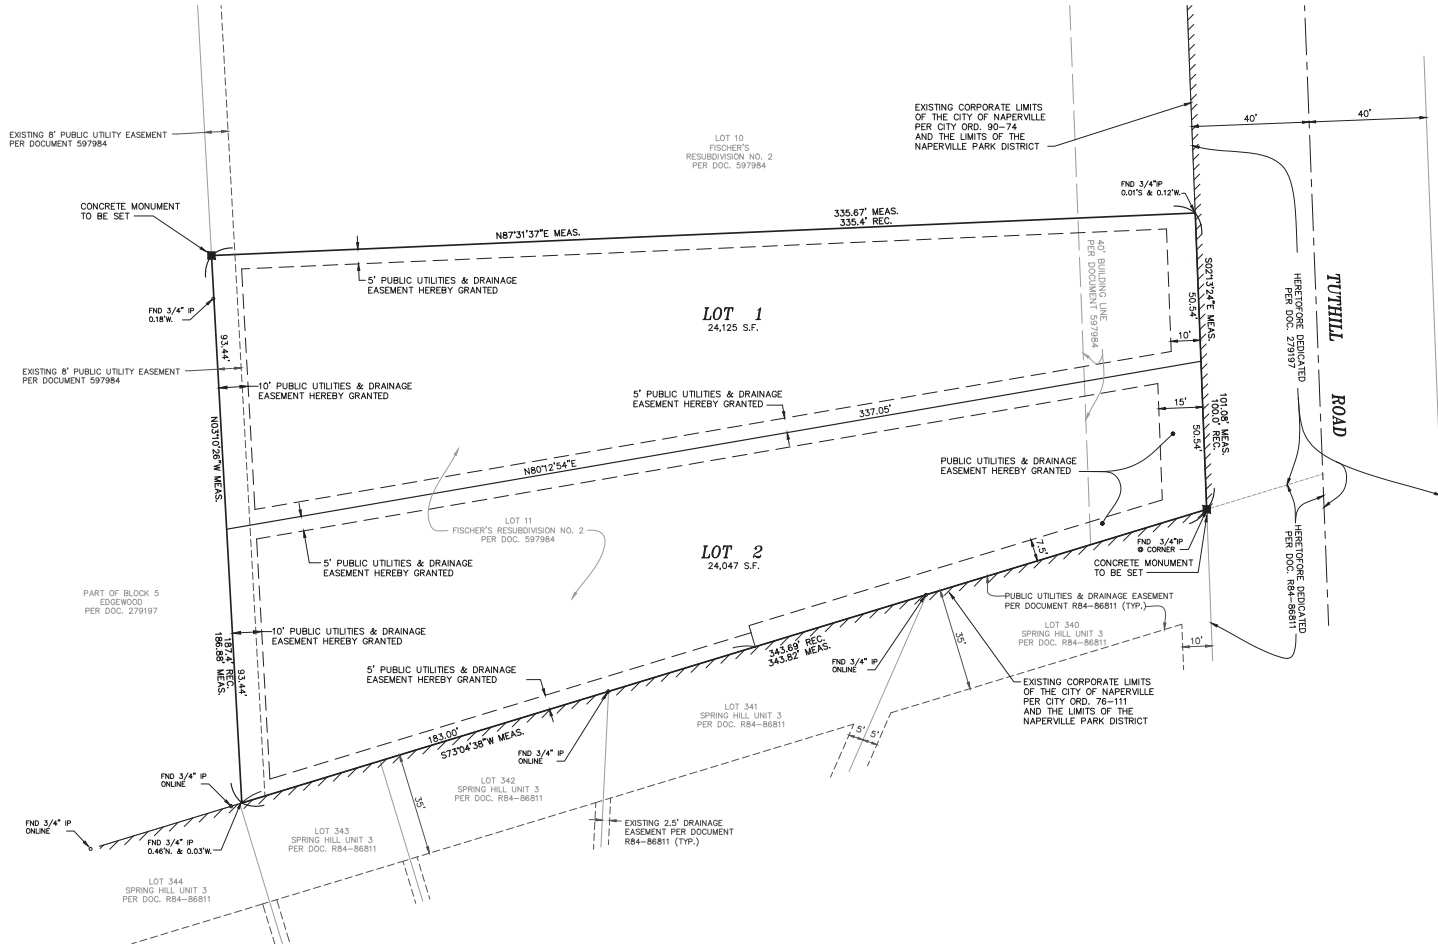 EXISTING 8' PUBLIC UTILITY EASEMENT
PER DOCUMENT 597984
LOT 10
FISCHER'S
RESUBDIVISION NO. 2
PER DOC. 597984
EXISTING CORPORATE LIMITS
OF THE CITY OF NAPERVILLE
PER CITY ORD. 90-74
AND THE LIMITS OF THE
NAPERVILLE PARK DISTRICT
40'
40'
CONCRETE MONUMENT
TO BE SET
FND 3/4"IP
0.01'S & 0.12'W.
335.67' MEAS.
335.4' REC.
N87°31'37"E MEAS.
5' PUBLIC UTILITIES & DRAINAGE
EASEMENT HEREBY GRANTED
40' BUILDING LINE
PER DOCUMENT 597984
S02°13'24"E MEAS.
50.54'
HERETOFORE DEDICATED
PER DOC. 279197
TUTHILL
ROAD
FND 3/4" IP
0.18'W.
LOT 1
24,125 S.F.
93.44'
10'
EXISTING 8' PUBLIC UTILITY EASEMENT
PER DOCUMENT 597984
10' PUBLIC UTILITIES & DRAINAGE
EASEMENT HEREBY GRANTED
5' PUBLIC UTILITIES & DRAINAGE
EASEMENT HEREBY GRANTED
337.05'
15'
101.08' MEAS.
100.0' REC.
50.54'
N03°10'26"W MEAS.
N80°12'54"E
PUBLIC UTILITIES & DRAINAGE
EASEMENT HEREBY GRANTED
LOT 11
FISCHER'S RESUBDIVISION NO. 2
PER DOC. 597984
LOT 2
24,047 S.F.
7.5'
FND 3/4"IP
@ CORNER
CONCRETE MONUMENT
TO BE SET
HERETOFORE DEDICATED
PER DOC. R84-86811
5' PUBLIC UTILITIES & DRAINAGE
EASEMENT HEREBY GRANTED
PART OF BLOCK 5
EDGEWOOD
PER DOC. 279197
PUBLIC UTILITIES & DRAINAGE EASEMENT
PER DOCUMENT R84-86811 (TYP.)
LOT 340
SPRING HILL UNIT 3
PER DOC. R84-86811
10'
10' PUBLIC UTILITIES & DRAINAGE
EASEMENT HEREBY GRANTED
187.4' REC.
186.88' MEAS.
93.44'
343.69' REC.
343.82' MEAS.
35'
FND 3/4" IP
ONLINE
5' PUBLIC UTILITIES & DRAINAGE
EASEMENT HEREBY GRANTED
EXISTING CORPORATE LIMITS
OF THE CITY OF NAPERVILLE
PER CITY ORD. 76-111
AND THE LIMITS OF THE
NAPERVILLE PARK DISTRICT
LOT 341
SPRING HILL UNIT 3
PER DOC. R84-86811
5'
5'
183.00'
S73°04'38"W MEAS.
FND 3/4" IP
ONLINE
FND 3/4" IP
ONLINE
LOT 342
SPRING HILL UNIT 3
PER DOC. R84-86811
35'
FND 3/4" IP
ONLINE
FND 3/4" IP
0.46'N. & 0.03'W.
LOT 343
SPRING HILL UNIT 3
PER DOC. R84-86811
EXISTING 2.5' DRAINAGE
EASEMENT PER DOCUMENT
R84-86811 (TYP.)
LOT 344
SPRING HILL UNIT 3
PER DOC. R84-86811